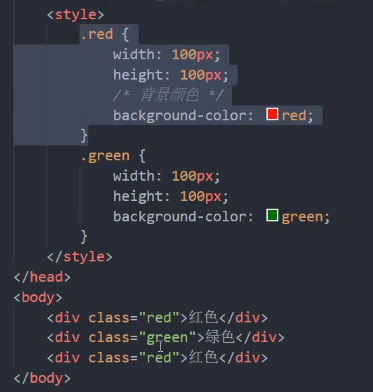 <style>
.red {
width: 100px;
height: 100px;
/* 背景颜色 */
background-color: red;
}
.green {
width: 100px;
height: 100px;
background-color: green;
}
</style>
</head>
<body>
<div class="red">红色</div>
<div class="green">绿色</div>
<div class="red">红色</div>
</body>